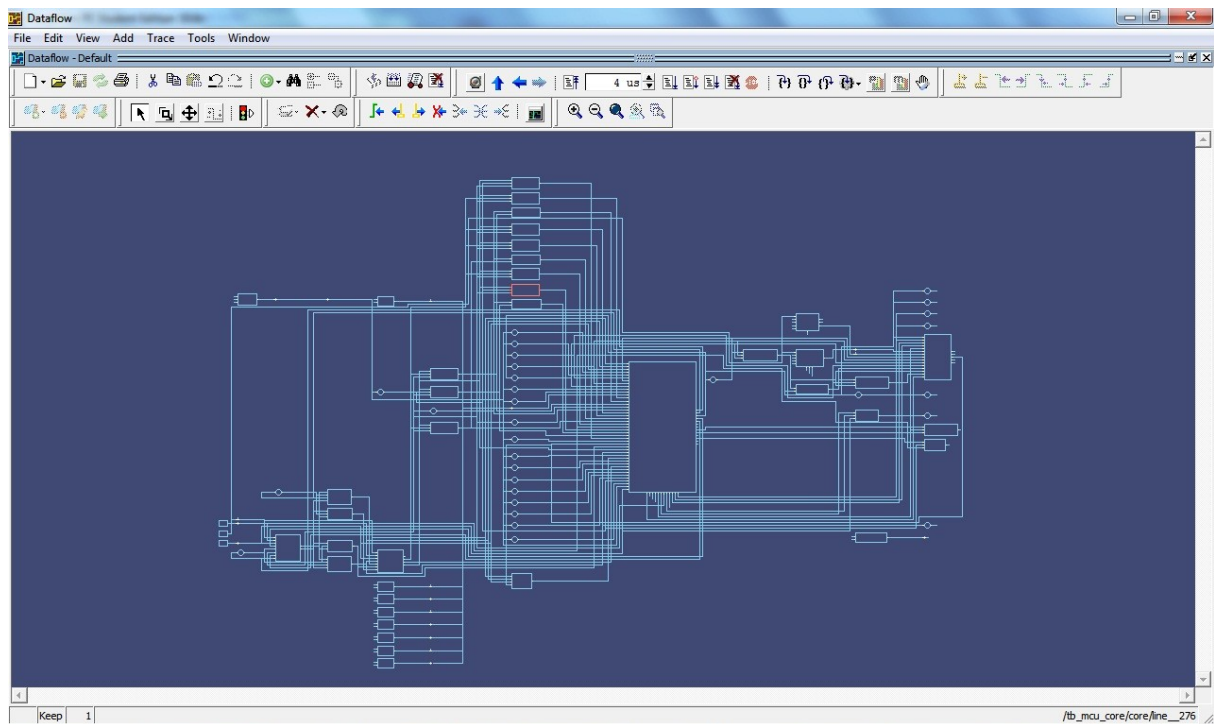 Dataflow
File Edit View Add Trace Tools Window
Dataflow - Default
4 us
Keep 1
/tb_mcu_core/core/line__276